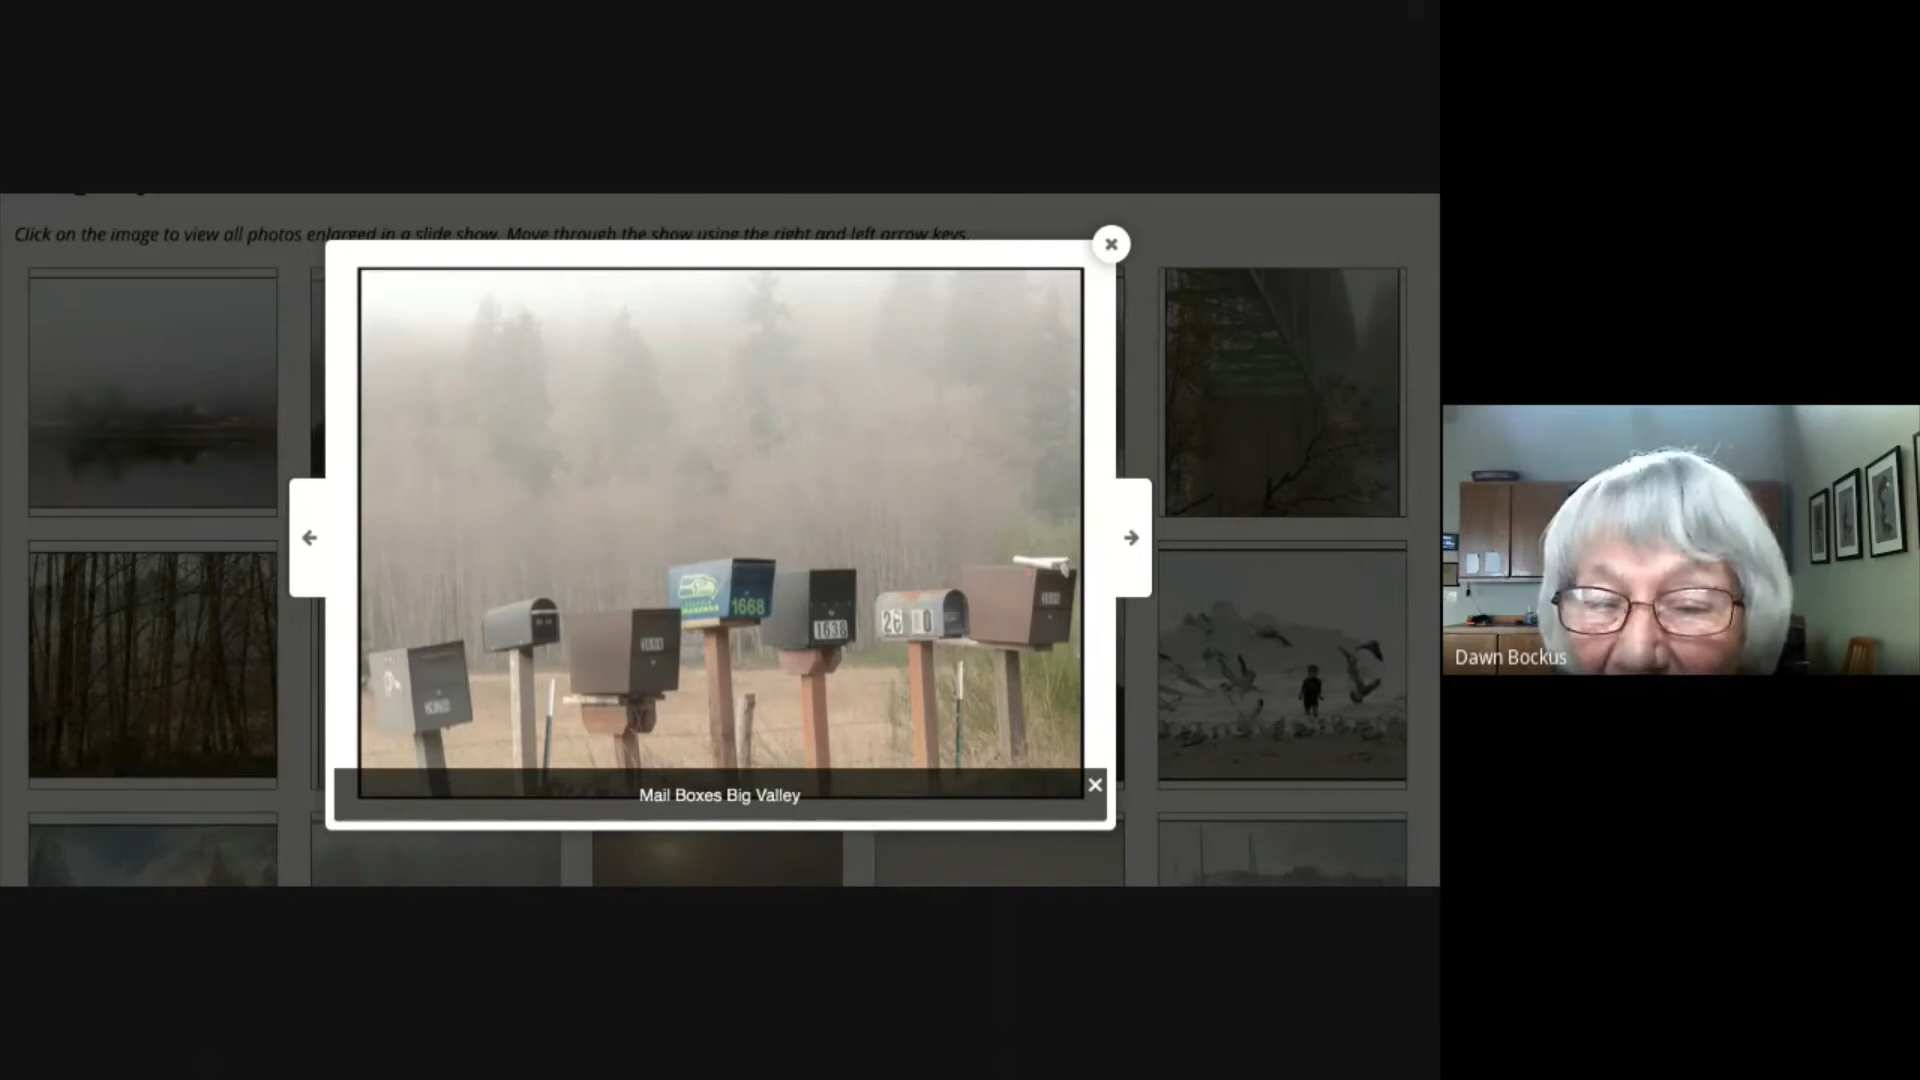 Click on the image to view all photos enlarged in a slide show. Move through the show using the right and left arrow keys.
1668
1638
Mail Boxes Big Valley
Dawn Bockus